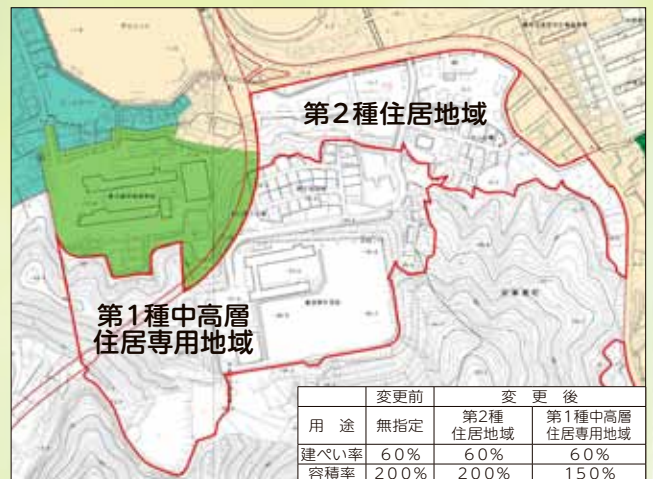 第2種住居地域
第1種中高層
住居専用地域
変更前 変更後
用途 無指定 第2種住居地域 第1種中高層住居専用地域
建ぺい率 60% 60% 60%
容積率 200% 200% 150%